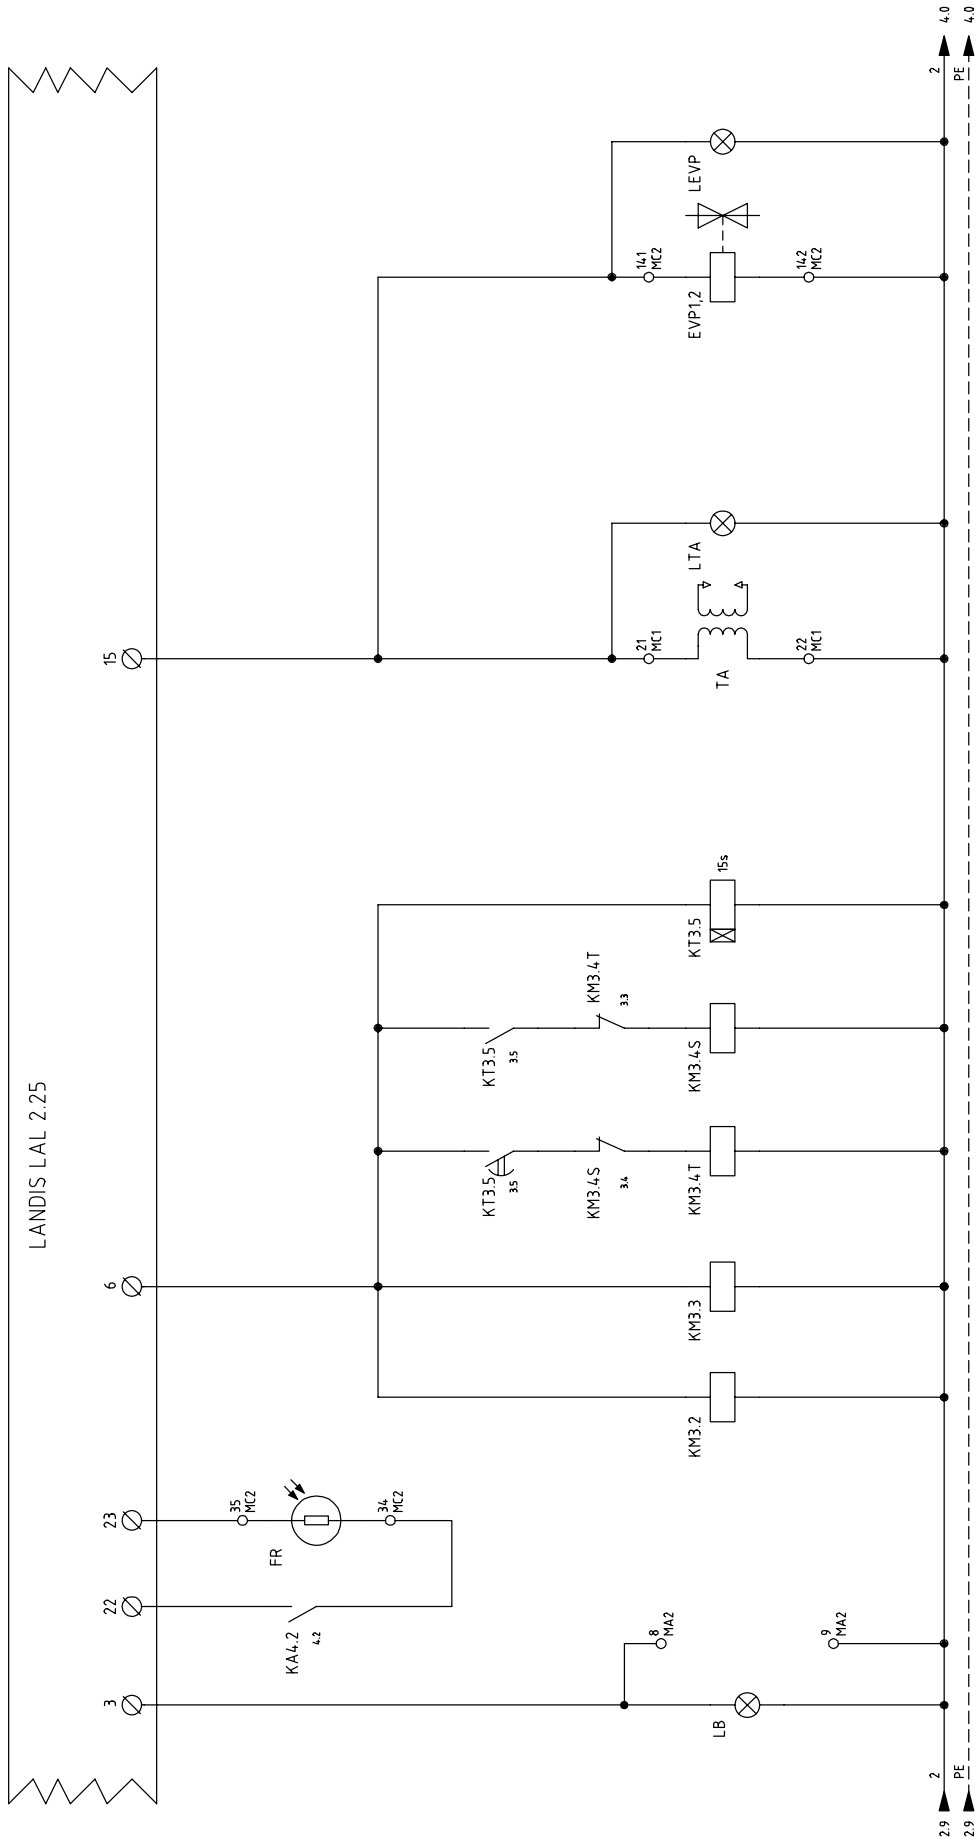 LANDIS LAL 2.25
3
22
23
6
15
35
MC2
FR
34
MC2
KA4.2
4.2
8
MA2
9
MA2
LB
KT3.5
3.5
KM3.4S
3.4
KT3.5
3.5
KM3.4T
3.3
KM3.2
KM3.3
KM3.4T
KM3.4S
KT3.5
15s
21
MC1
TA
22
MC1
LTA
141
MC2
EVP1,2
142
MC2
LEVP
2.9
2
2
4.0
2.9
PE
PE
4.0